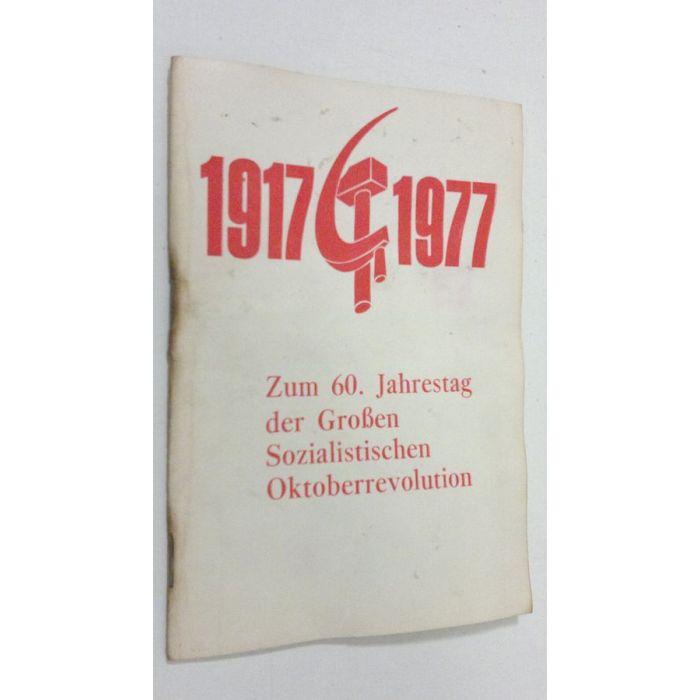 1917 1977
Zum 60. Jahrestag
der Großen
Sozialistischen
Oktoberrevolution